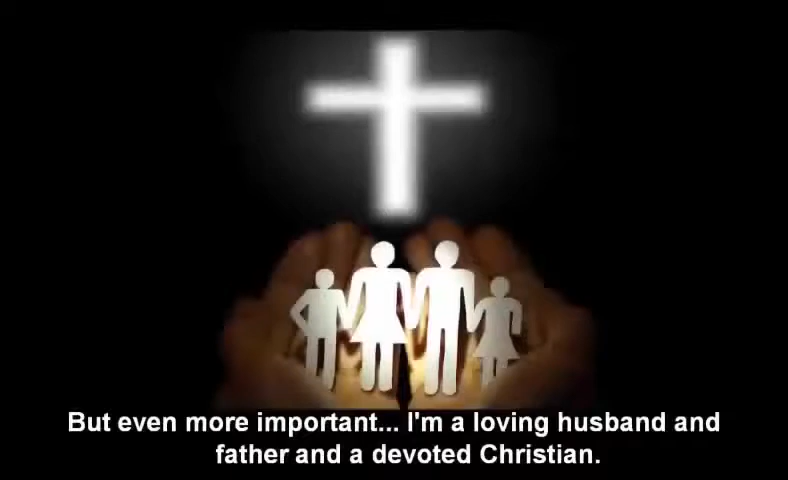 But even more important... I'm a loving husband and
father and a devoted Christian.